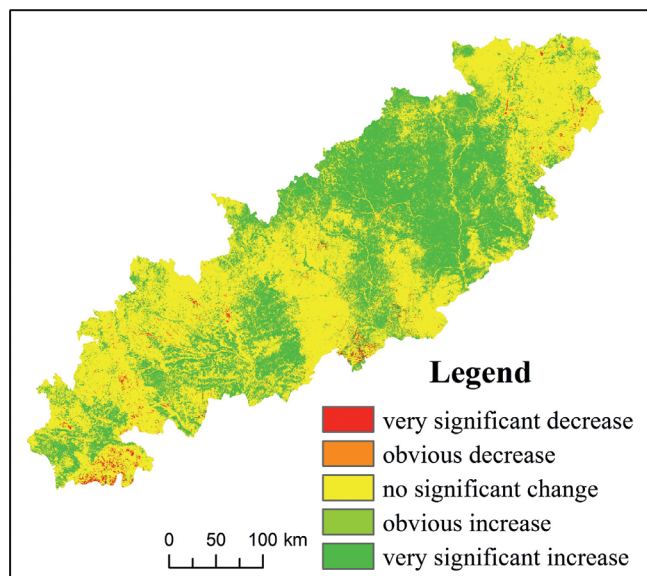 Legend
very significant decrease
obvious decrease
no significant change
obvious increase
very significant increase
0 50 100 km